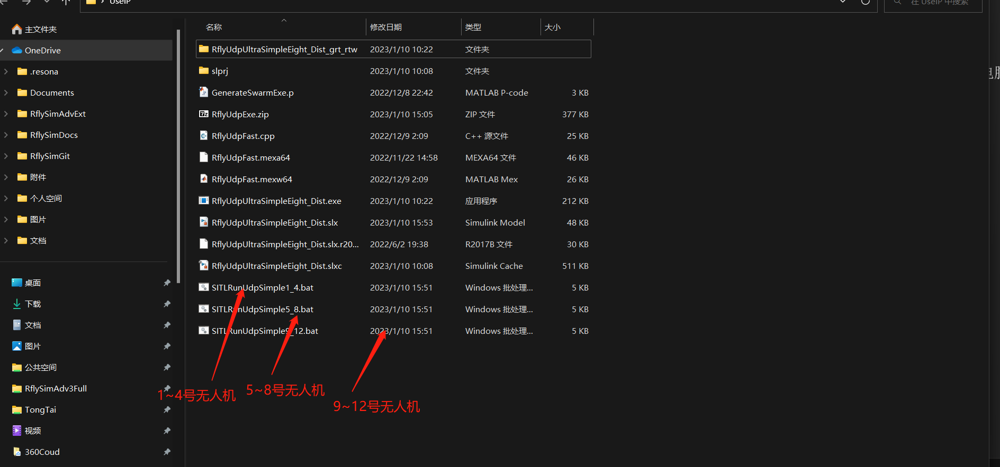 UseIP
在 UseIP 中搜索
主文件夹
OneDrive
.resona
Documents
RflySimAdvExt
RflySimDocs
RflySimGit
附件
个人空间
图片
文档
桌面
下载
文档
图片
公共空间
RflySimAdv3Full
TongTai
视频
360Coud
名称 修改日期 类型 大小
RflyUdpUltraSimpleEight_Dist_grt_rtw 2023/1/10 10:22 文件夹
slprj 2023/1/10 10:08 文件夹
GenerateSwarmExe.p 2022/12/8 22:42 MATLAB P-code 3 KB
RflyUdpExe.zip 2023/1/10 15:05 ZIP 文件 377 KB
RflyUdpFast.cpp 2022/12/9 2:09 C++ 源文件 25 KB
RflyUdpFast.mexa64 2022/11/22 14:58 MEXA64 文件 46 KB
RflyUdpFast.mexw64 2022/12/9 2:09 MATLAB Mex 26 KB
RflyUdpUltraSimpleEight_Dist.exe 2023/1/10 10:22 应用程序 212 KB
RflyUdpUltraSimpleEight_Dist.slx 2023/1/10 15:53 Simulink Model 48 KB
RflyUdpUltraSimpleEight_Dist.slx.r20... 2022/6/2 19:38 R2017B 文件 30 KB
RflyUdpUltraSimpleEight_Dist.slxc 2023/1/10 10:08 Simulink Cache 511 KB
SITLRunUdpSimple1_4.bat 2023/1/10 15:51 Windows 批处理... 5 KB
SITLRunUdpSimple5_8.bat 2023/1/10 15:51 Windows 批处理... 5 KB
SITLRunUdpSimple9_12.bat 2023/1/10 15:51 Windows 批处理... 5 KB
1~4号无人机
5~8号无人机
9~12号无人机